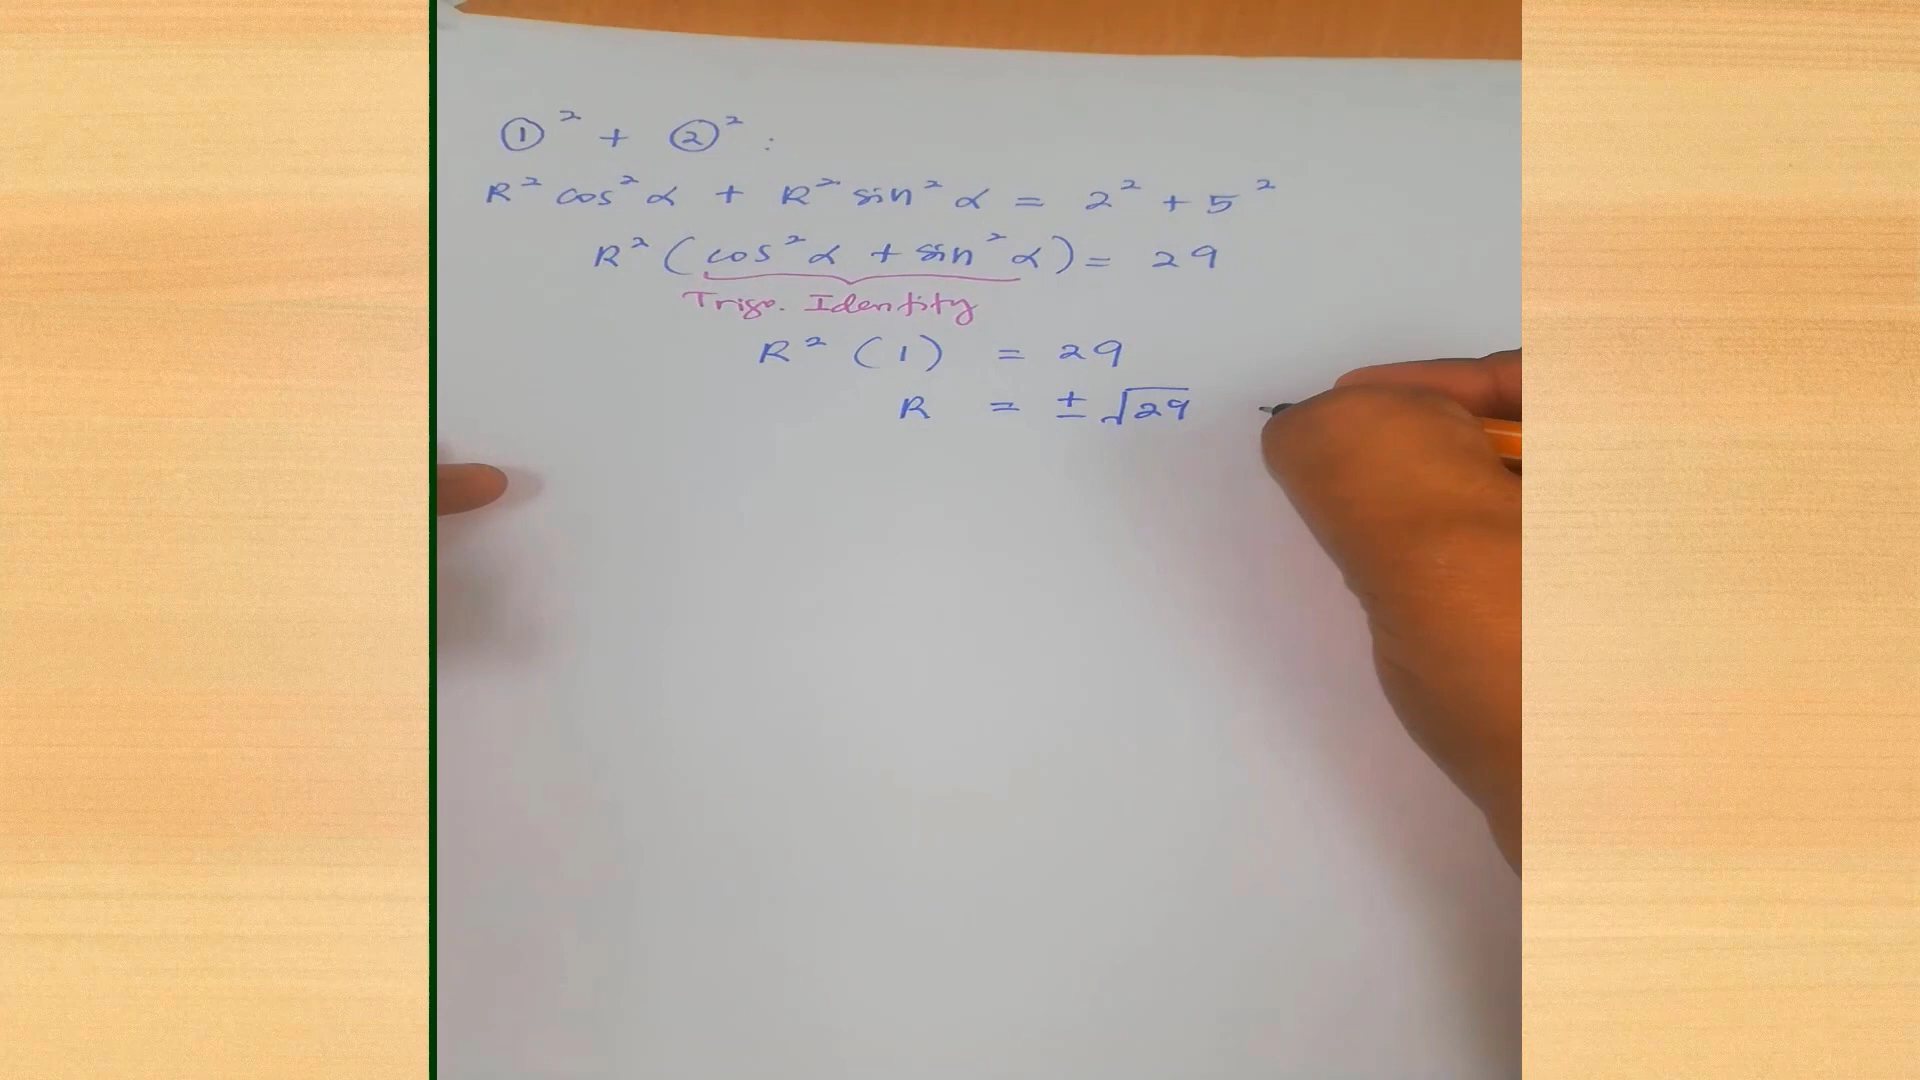 ①² + ②² :
R² cos² α + R² sin² α = 2² + 5²
R² (cos² α + sin² α) = 29
Trigo. Identity
R² (1) = 29
R = ± √29